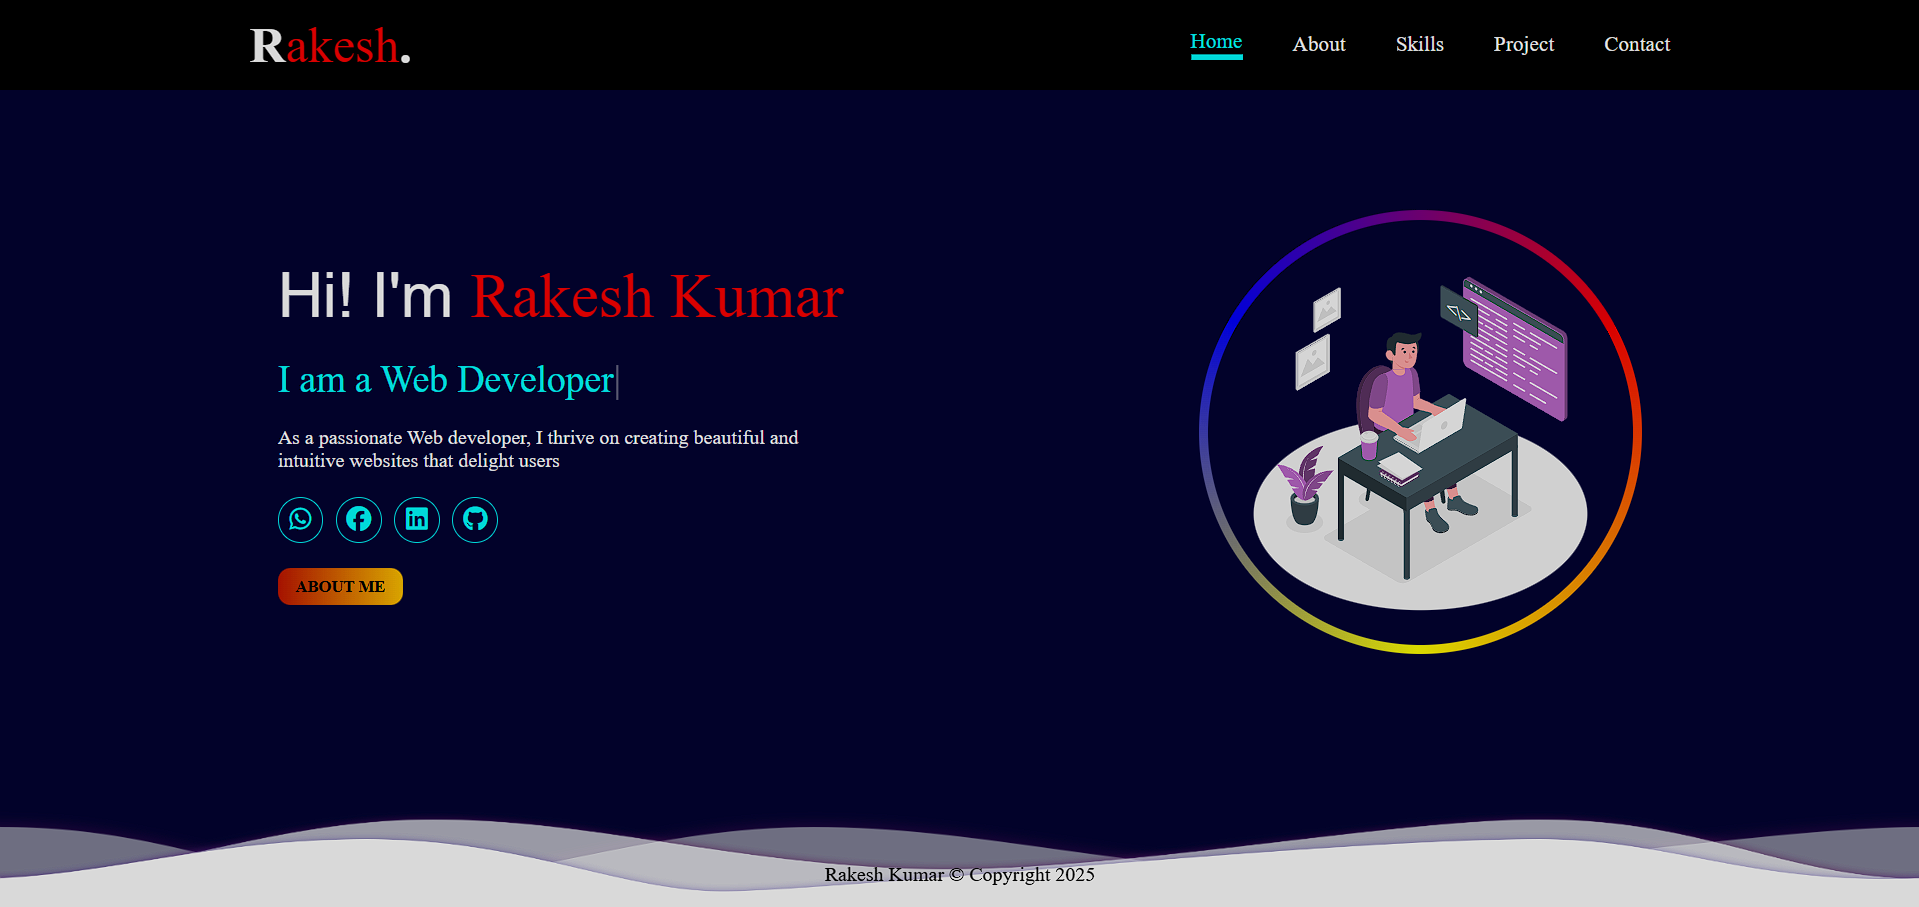 Rakesh.
Home About Skills Project Contact
Hi! I'm Rakesh Kumar
I am a Web Developer
As a passionate Web developer, I thrive on creating beautiful and
intuitive websites that delight users
ABOUT ME
Rakesh Kumar © Copyright 2025